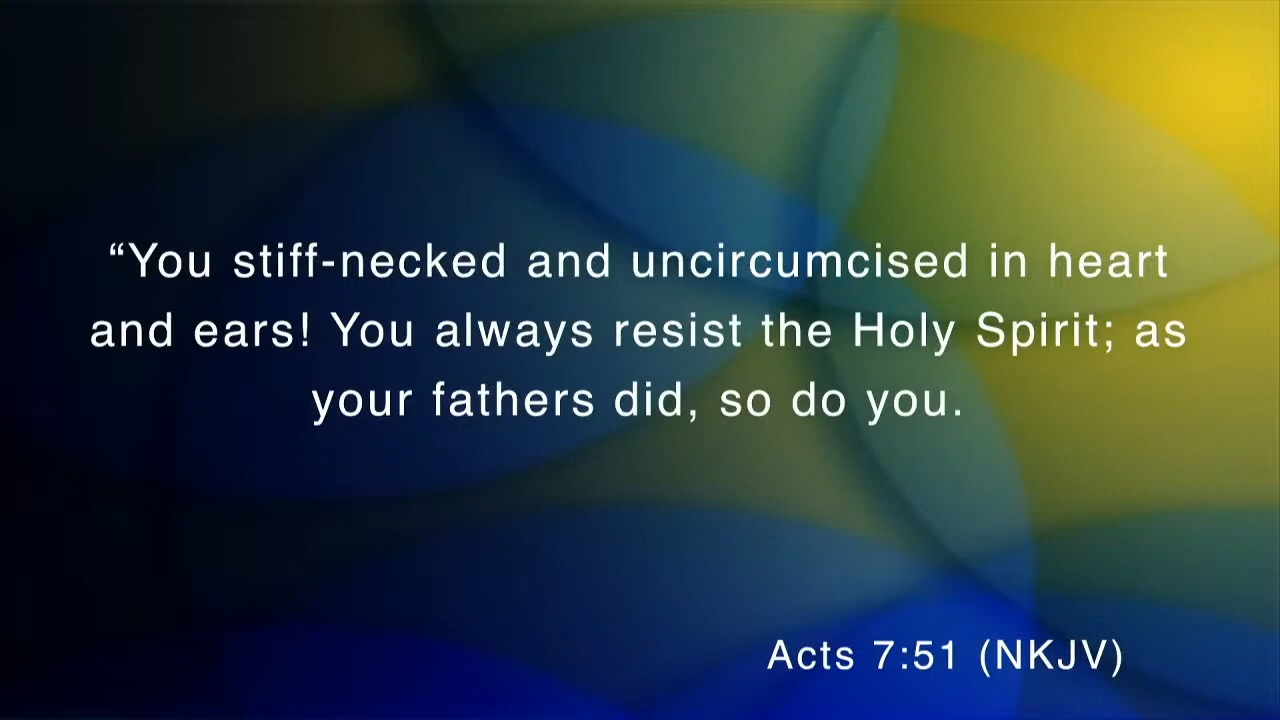 “You stiff-necked and uncircumcised in heart
and ears! You always resist the Holy Spirit; as
your fathers did, so do you.
Acts 7:51 (NKJV)